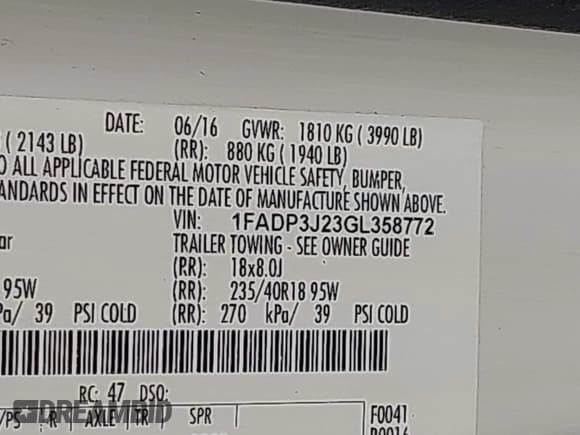 DATE: 06/16 GVWR: 1810 KG ( 3990 LB)
( 2143 LB) (RR): 880 KG ( 1940 LB)
O ALL APPLICABLE FEDERAL MOTOR VEHICLE SAFETY, BUMPER,
ANDARDS IN EFFECT ON THE DATE OF MANUFACTURE SHOWN ABOVE.
VIN: 1FADP3J23GL358772
ar TRAILER TOWING - SEE OWNER GUIDE
(RR): 18x8.0J
95W (RR): 235/40R18 95W
Pa/ 39 PSI COLD (RR): 270 kPa/ 39 PSI COLD
RC: 47 DSO:
/PS R AXLE TR SPR F0041
DREAMBID